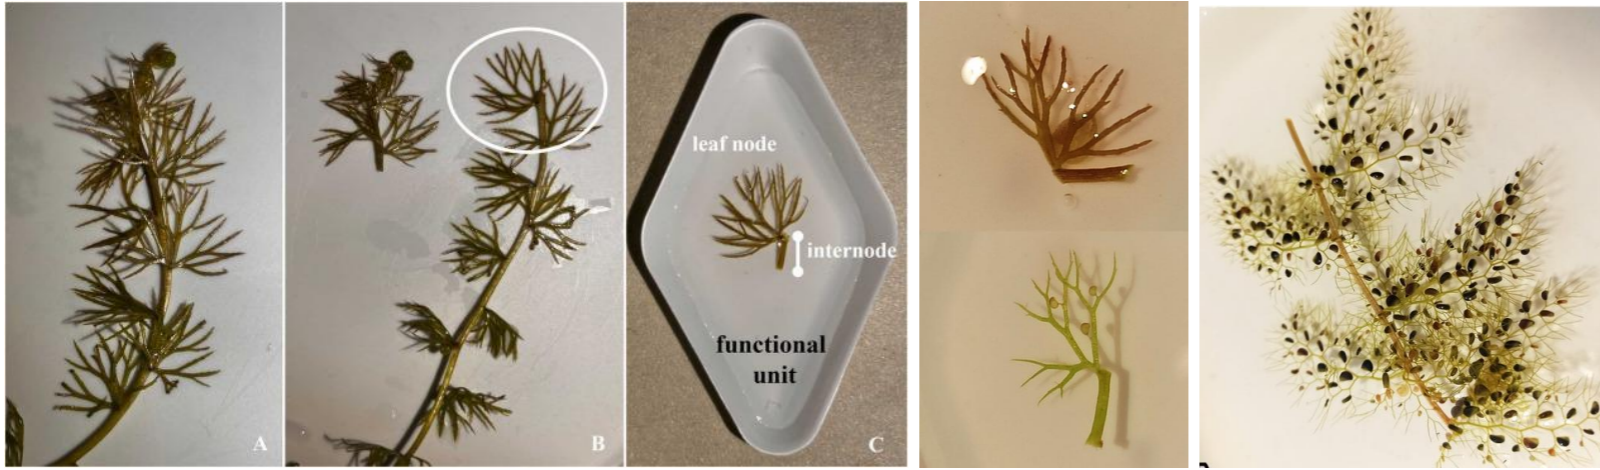 A
B
leaf node
internode
functional
unit
C